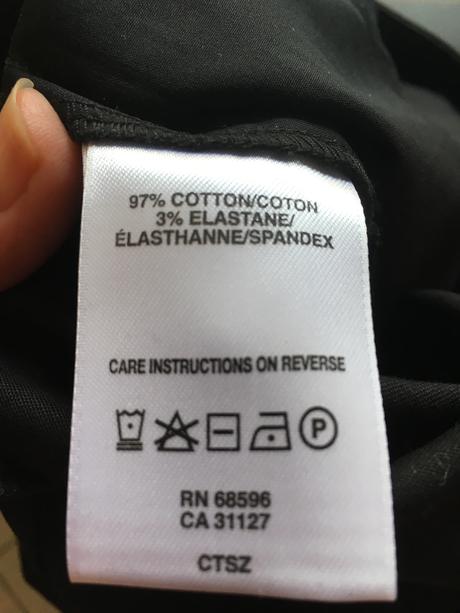 97% COTTON/COTON
3% ELASTANE/
ÉLASTHANNE/SPANDEX
CARE INSTRUCTIONS ON REVERSE
P
RN 68596
CA 31127
CTSZ